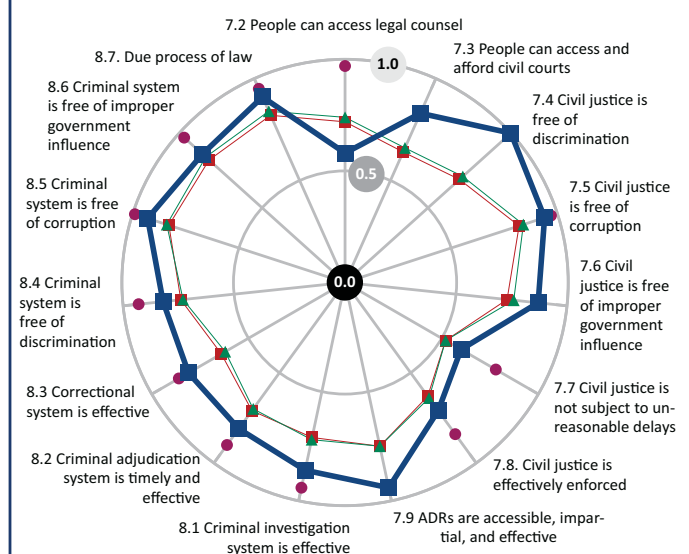 7.2 People can access legal counsel
1.0
7.3 People can access and
afford civil courts
7.4 Civil justice is
free of
discrimination
0.5
7.5 Civil justice
is free of
corruption
0.0
7.6 Civil
justice is free
of improper
government
influence
7.7 Civil justice is
not subject to un-
reasonable delays
7.8. Civil justice is
effectively enforced
7.9 ADRs are accessible, impar-
tial, and effective
8.1 Criminal investigation
system is effective
8.2 Criminal adjudication
system is timely and
effective
8.3 Correctional
system is effective
8.4 Criminal
system is
free of
discrimination
8.5 Criminal
system is free
of corruption
8.6 Criminal system
is free of improper
government
influence
8.7. Due process of law